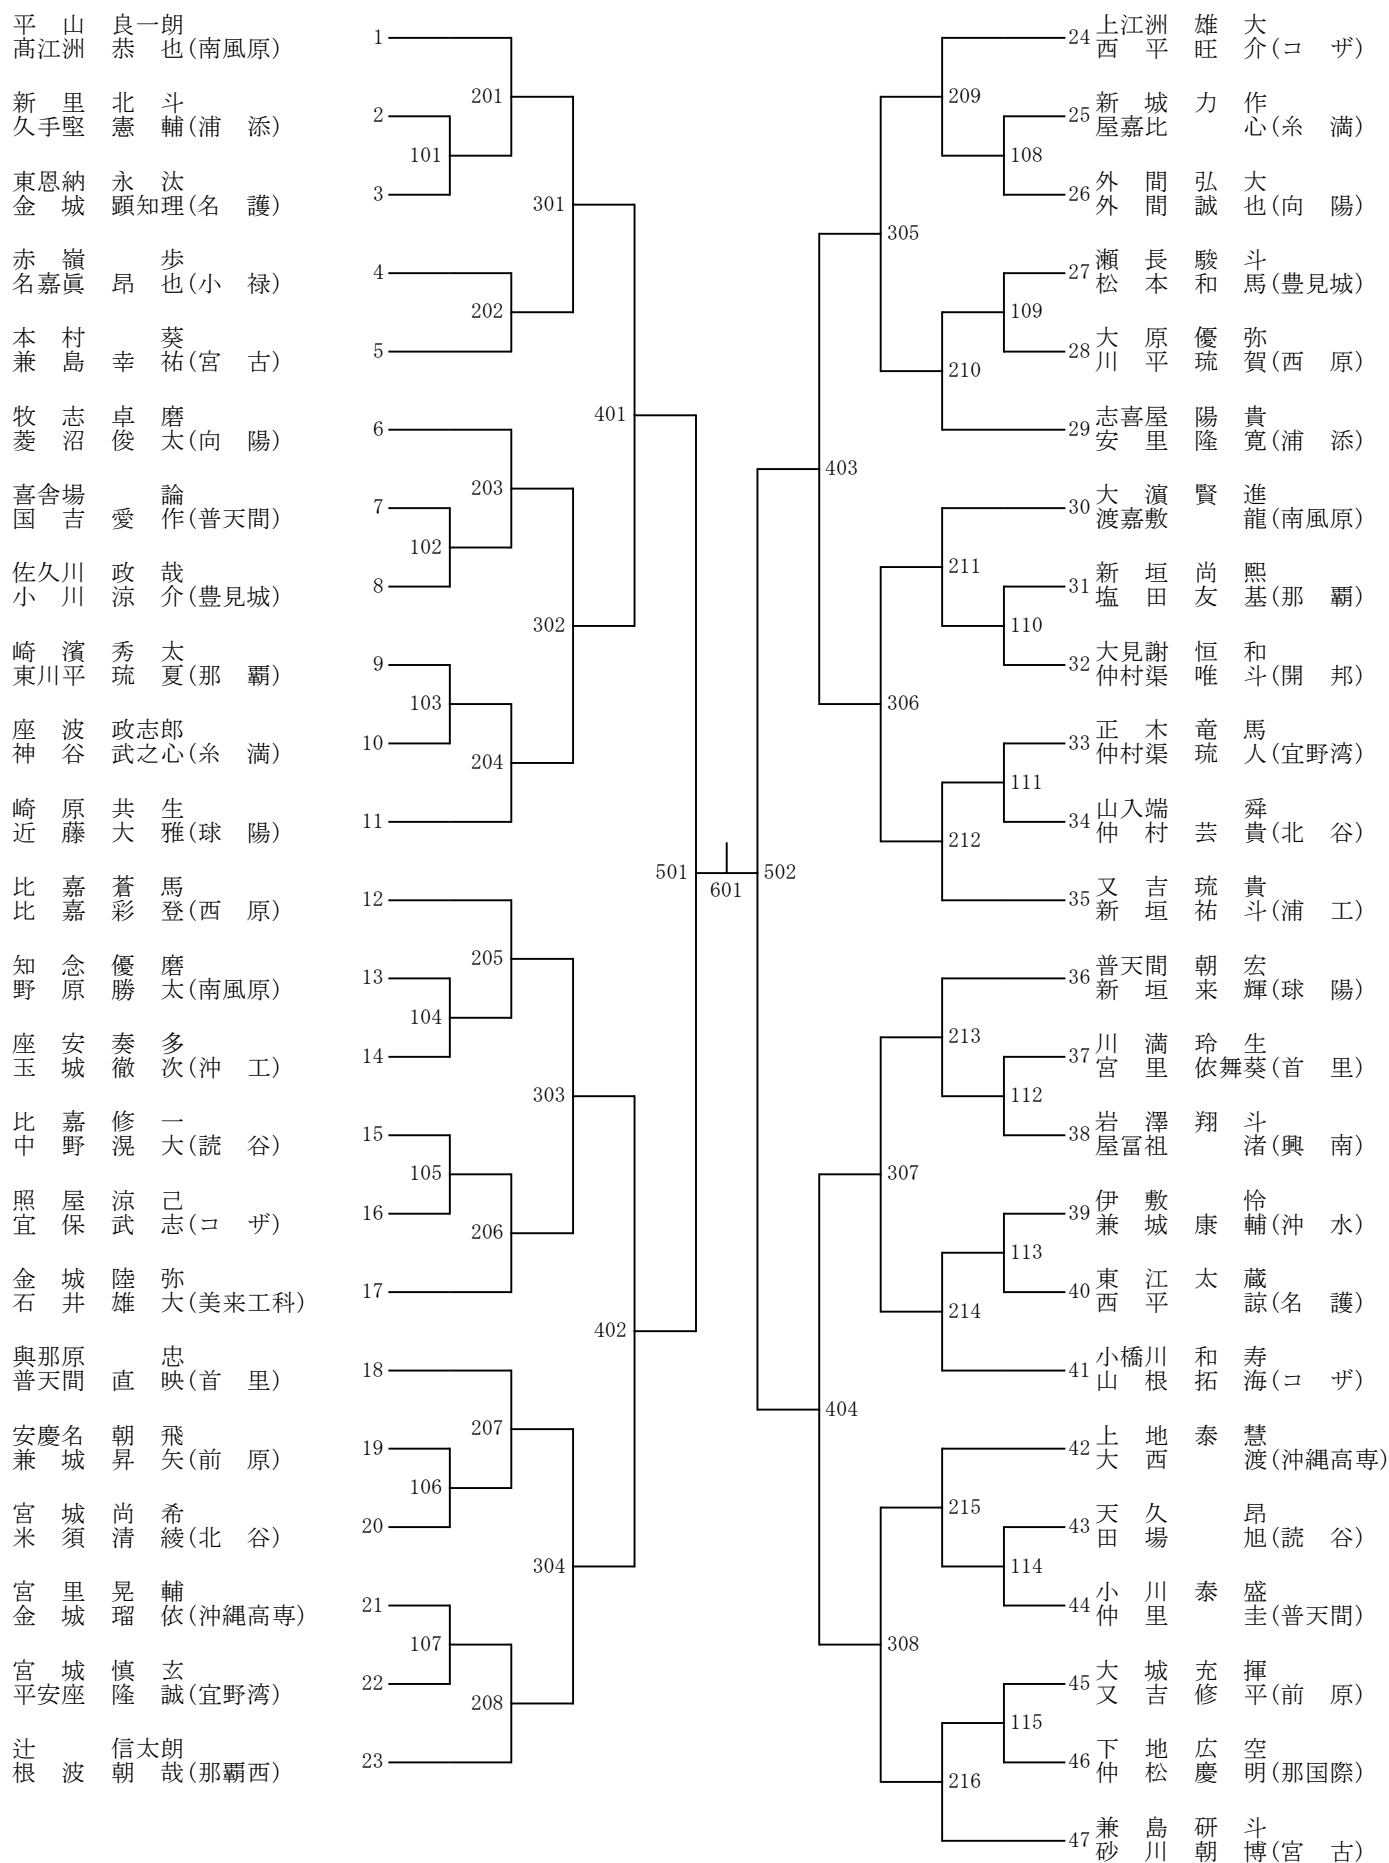 平　山　良一朗
髙江洲　恭　也(南風原)
1
新　里　北　斗
久手堅　憲　輔(浦　添)
2
東恩納　永　汰
金　城　顕知理(名　護)
3
赤　嶺　　　歩
名嘉眞　昂　也(小　禄)
4
本　村　　　葵
兼　島　幸　祐(宮　古)
5
牧　志　卓　磨
菱　沼　俊　太(向　陽)
6
喜舎場　　　論
国　吉　愛　作(普天間)
7
佐久川　政　哉
小　川　涼　介(豊見城)
8
崎　濱　秀　太
東川平　琉　夏(那　覇)
9
座　波　政志郎
神　谷　武之心(糸　満)
10
崎　原　共　生
近　藤　大　雅(球　陽)
11
比　嘉　蒼　馬
比　嘉　彩　登(西　原)
12
知　念　優　磨
野　原　勝　太(南風原)
13
座　安　奏　多
玉　城　徹　次(沖　工)
14
比　嘉　修　一
中　野　滉　大(読　谷)
15
照　屋　涼　己
宜　保　武　志(コ　ザ)
16
金　城　陸　弥
石　井　雄　大(美来工科)
17
與那原　　　忠
普天間　直　映(首　里)
18
安慶名　朝　飛
兼　城　昇　矢(前　原)
19
宮　城　尚　希
米　須　清　綾(北　谷)
20
宮　里　晃　輔
金　城　瑠　依(沖縄高専)
21
宮　城　慎　玄
平安座　隆　誠(宜野湾)
22
辻　　　信太朗
根　波　朝　哉(那覇西)
23
101
102
103
104
105
106
107
201
202
203
204
205
206
207
208
301
302
303
304
401
402
501
601
502
403
404
305
306
307
308
209
210
211
212
213
214
215
216
108
109
110
111
112
113
114
115
24
上江洲　雄　大
西　平　旺　介(コ　ザ)
25
新　城　力　作
屋嘉比　　　心(糸　満)
26
外　間　弘　大
外　間　誠　也(向　陽)
27
瀬　長　駿　斗
松　本　和　馬(豊見城)
28
大　原　優　弥
川　平　琉　賀(西　原)
29
志喜屋　陽　貴
安　里　隆　寛(浦　添)
30
大　濵　賢　進
渡嘉敷　　　龍(南風原)
31
新　垣　尚　熙
塩　田　友　基(那　覇)
32
大見謝　恒　和
仲村渠　唯　斗(開　邦)
33
正　木　竜　馬
仲村渠　琉　人(宜野湾)
34
山入端　　　舜
仲　村　芸　貴(北　谷)
35
又　吉　琉　貴
新　垣　祐　斗(浦　工)
36
普天間　朝　宏
新　垣　来　輝(球　陽)
37
川　満　玲　生
宮　里　依舞葵(首　里)
38
岩　澤　翔　斗
屋冨祖　　　渚(興　南)
39
伊　敷　　　怜
兼　城　康　輔(沖　水)
40
東　江　太　蔵
西　平　　　諒(名　護)
41
小橋川　和　寿
山　根　拓　海(コ　ザ)
42
上　地　泰　慧
大　西　　　渡(沖縄高専)
43
天　久　　　昂
田　場　　　旭(読　谷)
44
小　川　泰　盛
仲　里　　　圭(普天間)
45
大　城　充　揮
又　吉　修　平(前　原)
46
下　地　広　空
仲　松　慶　明(那国際)
47
兼　島　研　斗
砂　川　朝　博(宮　古)